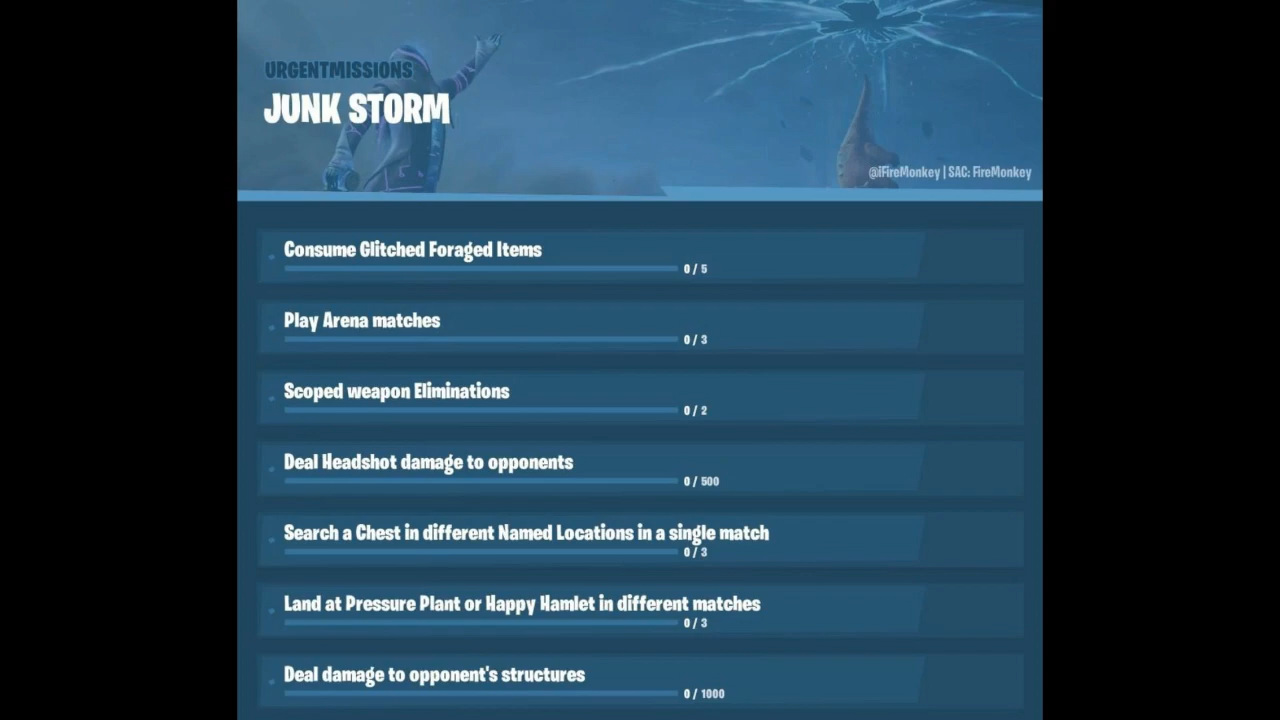 URGENTMISSIONS
JUNK STORM
@iFireMonkey | SAC: FireMonkey
Consume Glitched Foraged Items
0 / 5
Play Arena matches
0 / 3
Scoped weapon Eliminations
0 / 2
Deal Headshot damage to opponents
0 / 500
Search a Chest in different Named Locations in a single match
0 / 3
Land at Pressure Plant or Happy Hamlet in different matches
0 / 3
Deal damage to opponent's structures
0 / 1000